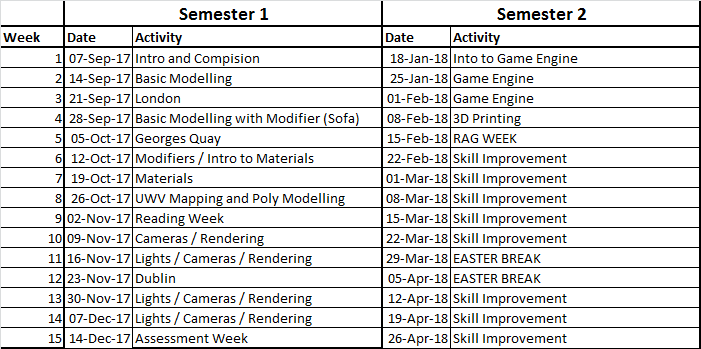 Semester 1 Semester 2
Week Date Activity Date Activity
1 07-Sep-17 Intro and Compision 18-Jan-18 Into to Game Engine
2 14-Sep-17 Basic Modelling 25-Jan-18 Game Engine
3 21-Sep-17 London 01-Feb-18 Game Engine
4 28-Sep-17 Basic Modelling with Modifier (Sofa) 08-Feb-18 3D Printing
5 05-Oct-17 Georges Quay 15-Feb-18 RAG WEEK
6 12-Oct-17 Modifiers / Intro to Materials 22-Feb-18 Skill Improvement
7 19-Oct-17 Materials 01-Mar-18 Skill Improvement
8 26-Oct-17 UWV Mapping and Poly Modelling 08-Mar-18 Skill Improvement
9 02-Nov-17 Reading Week 15-Mar-18 Skill Improvement
10 09-Nov-17 Cameras / Rendering 22-Mar-18 Skill Improvement
11 16-Nov-17 Lights / Cameras / Rendering 29-Mar-18 EASTER BREAK
12 23-Nov-17 Dublin 05-Apr-18 EASTER BREAK
13 30-Nov-17 Lights / Cameras / Rendering 12-Apr-18 Skill Improvement
14 07-Dec-17 Lights / Cameras / Rendering 19-Apr-18 Skill Improvement
15 14-Dec-17 Assessment Week 26-Apr-18 Skill Improvement